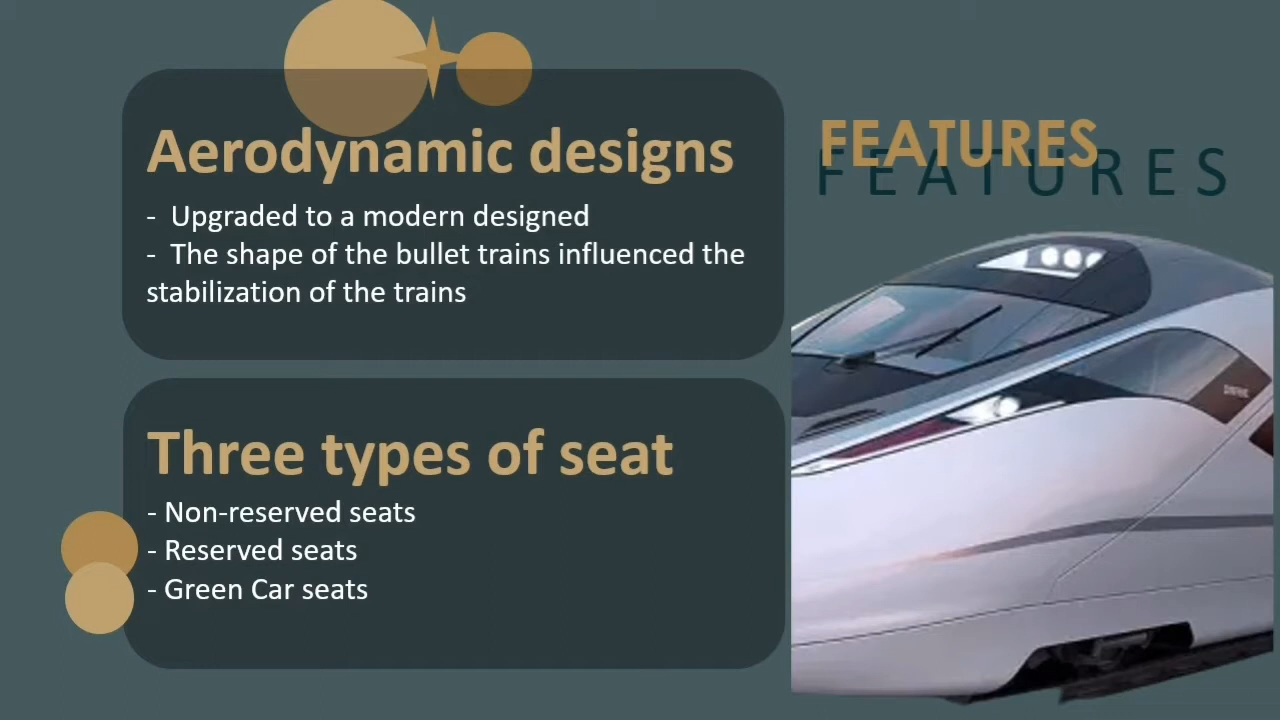 Aerodynamic designs
- Upgraded to a modern designed
- The shape of the bullet trains influenced the
stabilization of the trains
Three types of seat
- Non-reserved seats
- Reserved seats
- Green Car seats
FEATURES
FEATURES